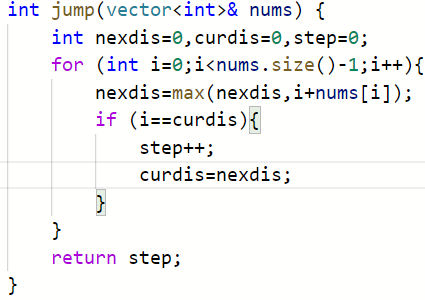 int jump(vector<int>& nums) {
    int nexdis=0,curdis=0,step=0;
    for (int i=0;i<nums.size()-1;i++){
        nexdis=max(nexdis,i+nums[i]);
        if (i==curdis){
            step++;
            curdis=nexdis;
        }
    }
    return step;
}